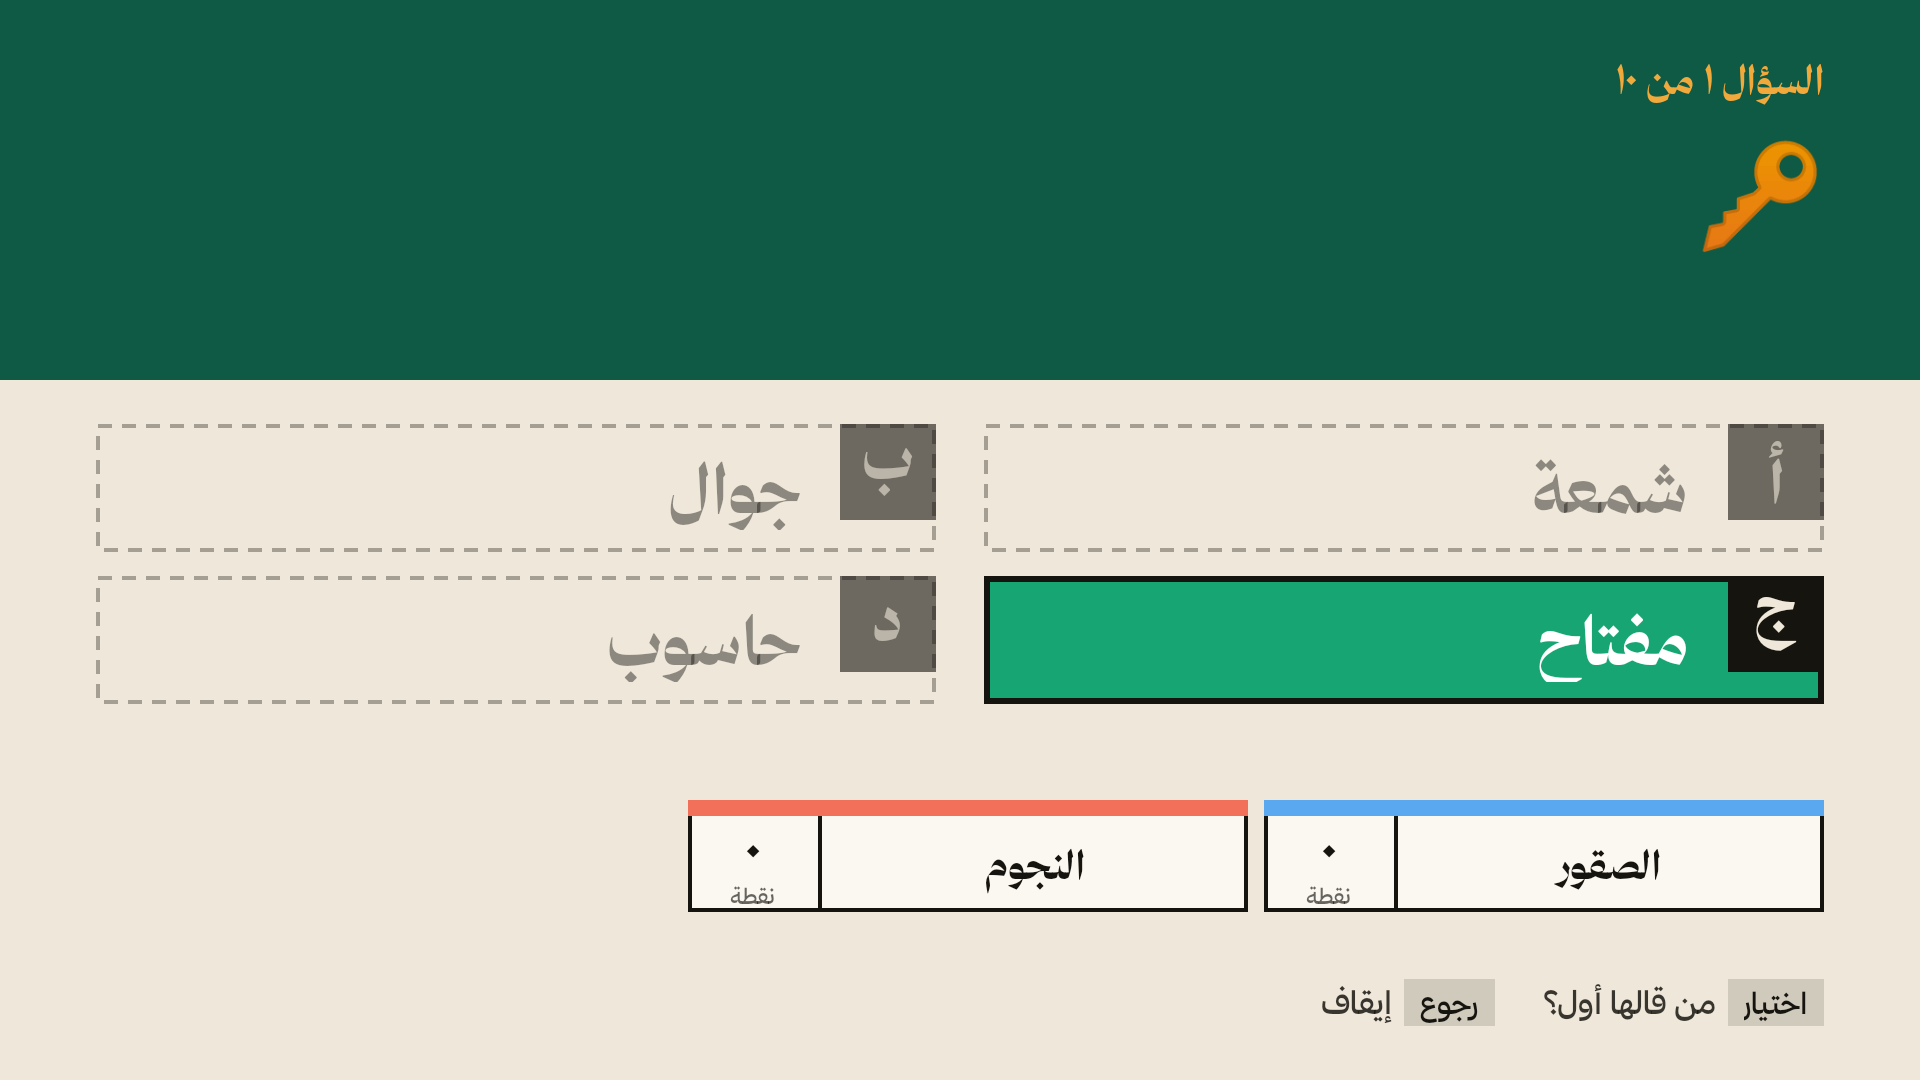 السؤال ١ من ١٠
أ شمعة
ب جوال
ج مفتاح
د حاسوب
الصقور ٠ نقطة
النجوم ٠ نقطة
اختيار من قالها أول؟ رجوع إيقاف